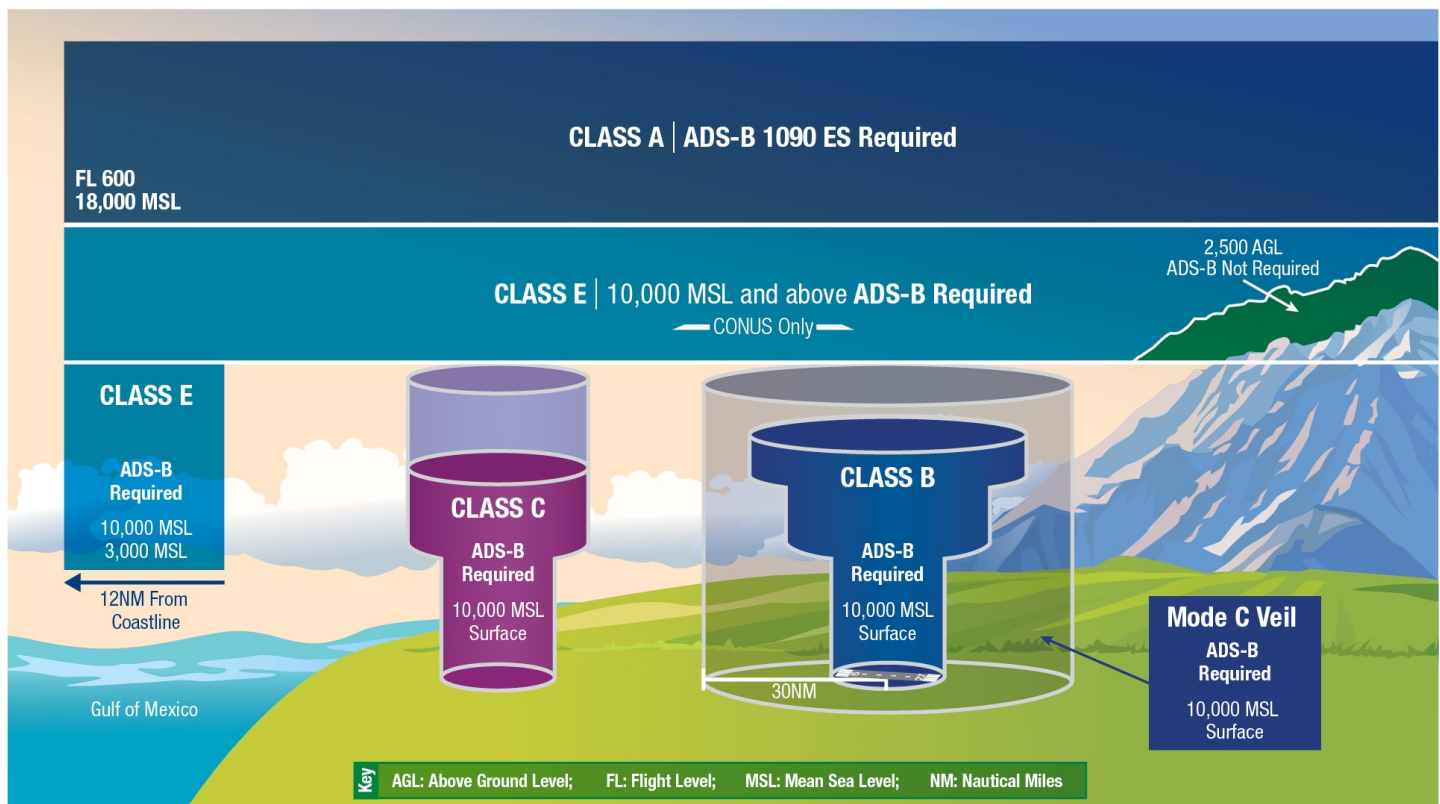 CLASS A | ADS-B 1090 ES Required
FL 600
18,000 MSL
2,500 AGL
ADS-B Not Required
CLASS E | 10,000 MSL and above ADS-B Required
CONUS Only
CLASS E
ADS-B
Required
10,000 MSL
3,000 MSL
12NM From
Coastline
Gulf of Mexico
CLASS C
ADS-B
Required
10,000 MSL
Surface
CLASS B
ADS-B
Required
10,000 MSL
Surface
30NM
Mode C Veil
ADS-B
Required
10,000 MSL
Surface
Key
AGL: Above Ground Level; FL: Flight Level; MSL: Mean Sea Level; NM: Nautical Miles